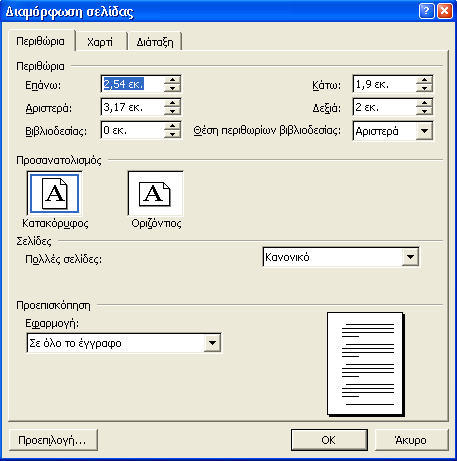 Διαμόρφωση σελίδας
Περιθώρια Χαρτί Διάταξη
Περιθώρια
Επάνω: 2,54 εκ. Κάτω: 1,9 εκ.
Αριστερά: 3,17 εκ. Δεξιά: 2 εκ.
Βιβλιοδεσίας: 0 εκ. Θέση περιθωρίων βιβλιοδεσίας: Αριστερά
Προσανατολισμός
A A
Κατακόρυφος Οριζόντιος
Σελίδες
Πολλές σελίδες: Κανονικό
Προεπισκόπηση
Εφαρμογή:
Σε όλο το έγγραφο
Προεπιλογή... OK Άκυρο